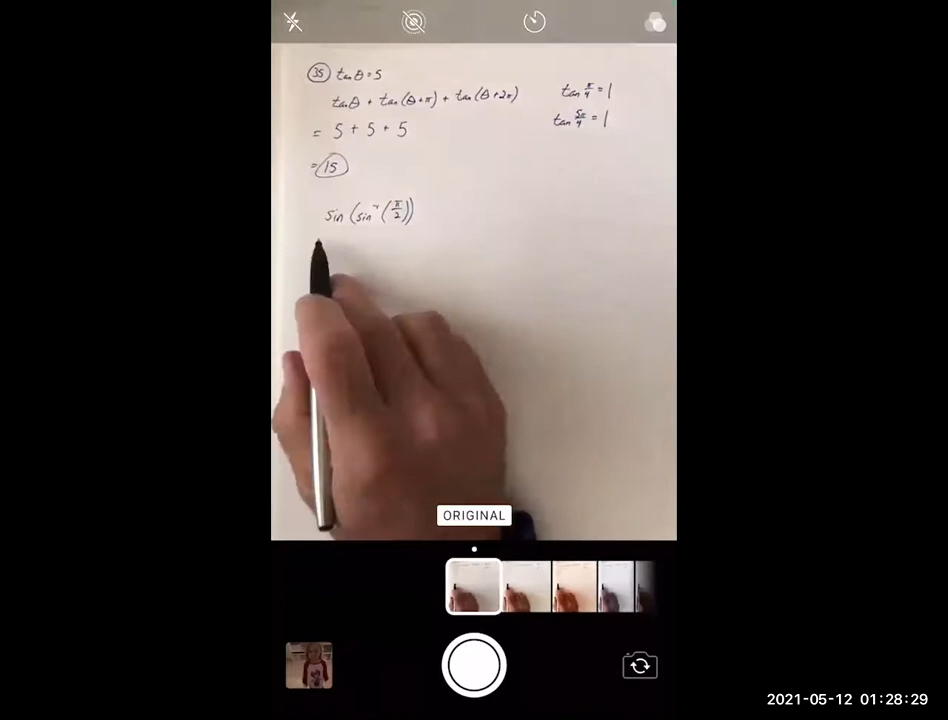 35 tan θ = 5
tan θ + tan(θ+π) + tan(θ+2π)
= 5 + 5 + 5
= 15
tan π/4 = 1
tan 5π/4 = 1
sin (sin⁻¹ (π/2))
ORIGINAL
2021-05-12 01:28:29